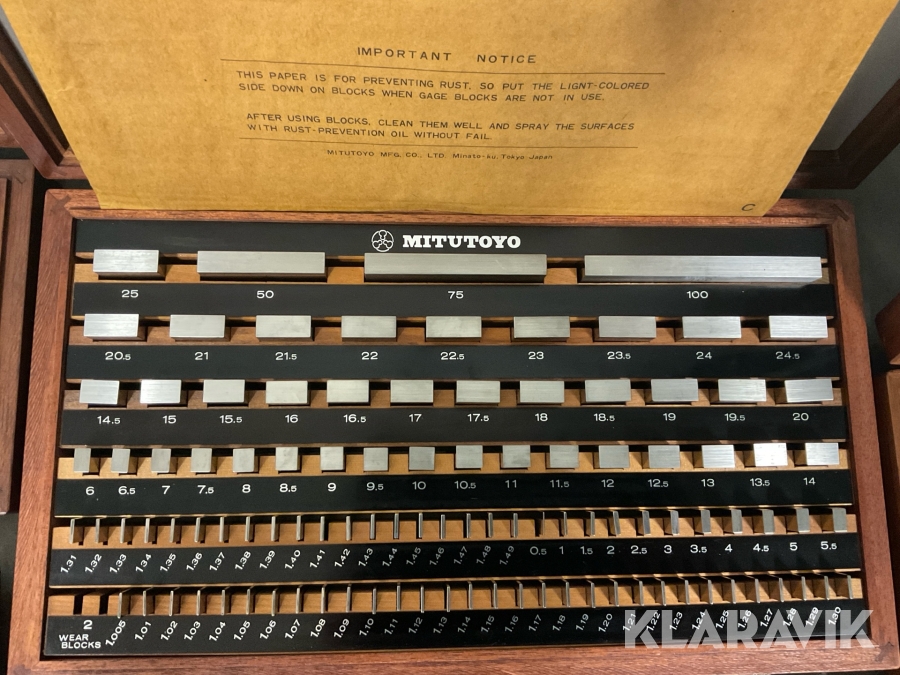 IMPORTANT NOTICE
THIS PAPER IS FOR PREVENTING RUST, SO PUT THE LIGNT-COLORED
SIDE DOWN ON BLOCKS WHEN GAGE BLOCKS ARE NOT IN USE.
AFTER USING BLOCKS, CLEAN THEM WELL AND SPRAY THE SURFACES
WITH RUST-PREVENTION OIL WITHOUT FAIL.
MITUTOYO MFG. CO., LTD. Minato-ku, Tokyo Japan
C
MITUTOYO
25 50 75 100
20.5 21 21.5 22 22.5 23 23.5 24 24.5
14.5 15 15.5 16 16.5 17 17.5 18 18.5 19 19.5 20
6 6.5 7 7.5 8 8.5 9 9.5 10 10.5 11 11.5 12 12.5 13 13.5 14
1.31 1.32 1.33 1.34 1.35 1.36 1.37 1.38 1.39 1.40 1.41 1.42 1.43 1.44 1.45 1.46 1.47 1.48 1.49 0.5 1 1.5 2 2.5 3 3.5 4 4.5 5 5.5
2 WEAR BLOCKS 1.005 1.01 1.02 1.03 1.04 1.05 1.06 1.07 1.08 1.09 1.10 1.11 1.12 1.13 1.14 1.15 1.16 1.17 1.18 1.19 1.20 1.21 1.22 1.23 1.24 1.25 1.26 1.27 1.28 1.29 1.30
KLARAVIK